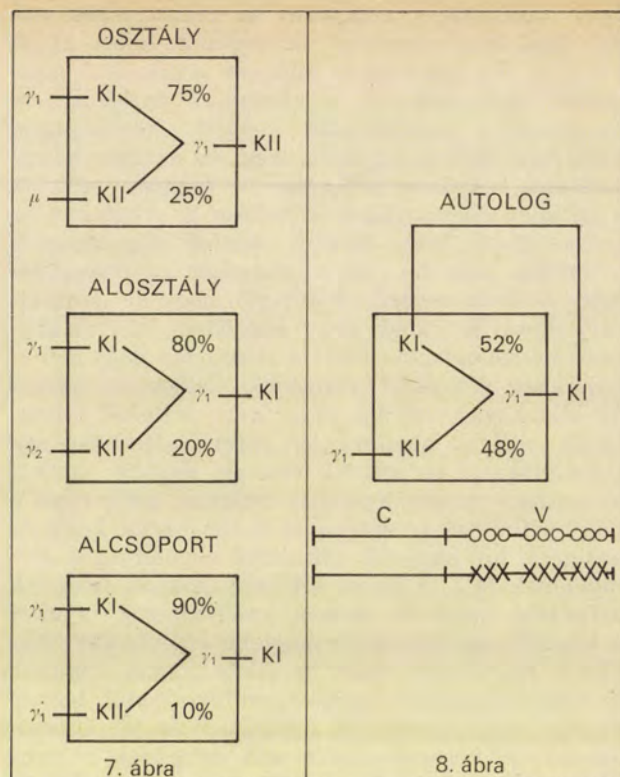 OSZTÁLY
γ₁ KI 75%
γ₁ KII
μ KII 25%
ALOSZTÁLY
γ₁ KI 80%
γ₁ KI
γ₂ KII 20%
ALCSOPORT
γ₁ KI 90%
γ₁ KI
γ₁ KII 10%
7. ábra
AUTOLOG
KI 52%
γ₁ KI
γ₁ KI 48%
C V
8. ábra